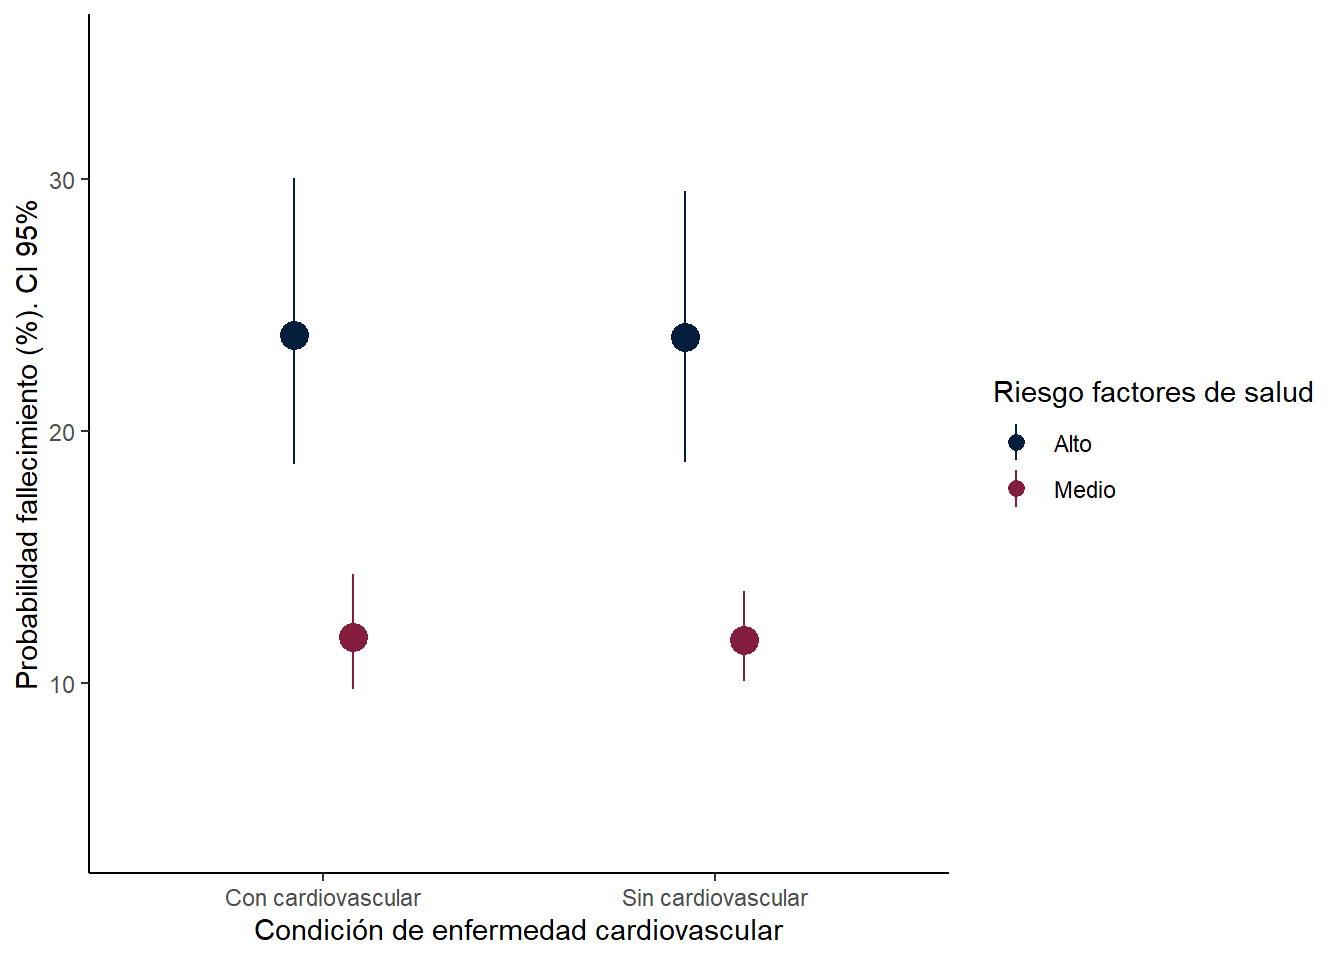 Probabilidad fallecimiento (%). CI 95%
30
20
10
Con cardiovascular
Sin cardiovascular
Condición de enfermedad cardiovascular
Riesgo factores de salud
Alto
Medio